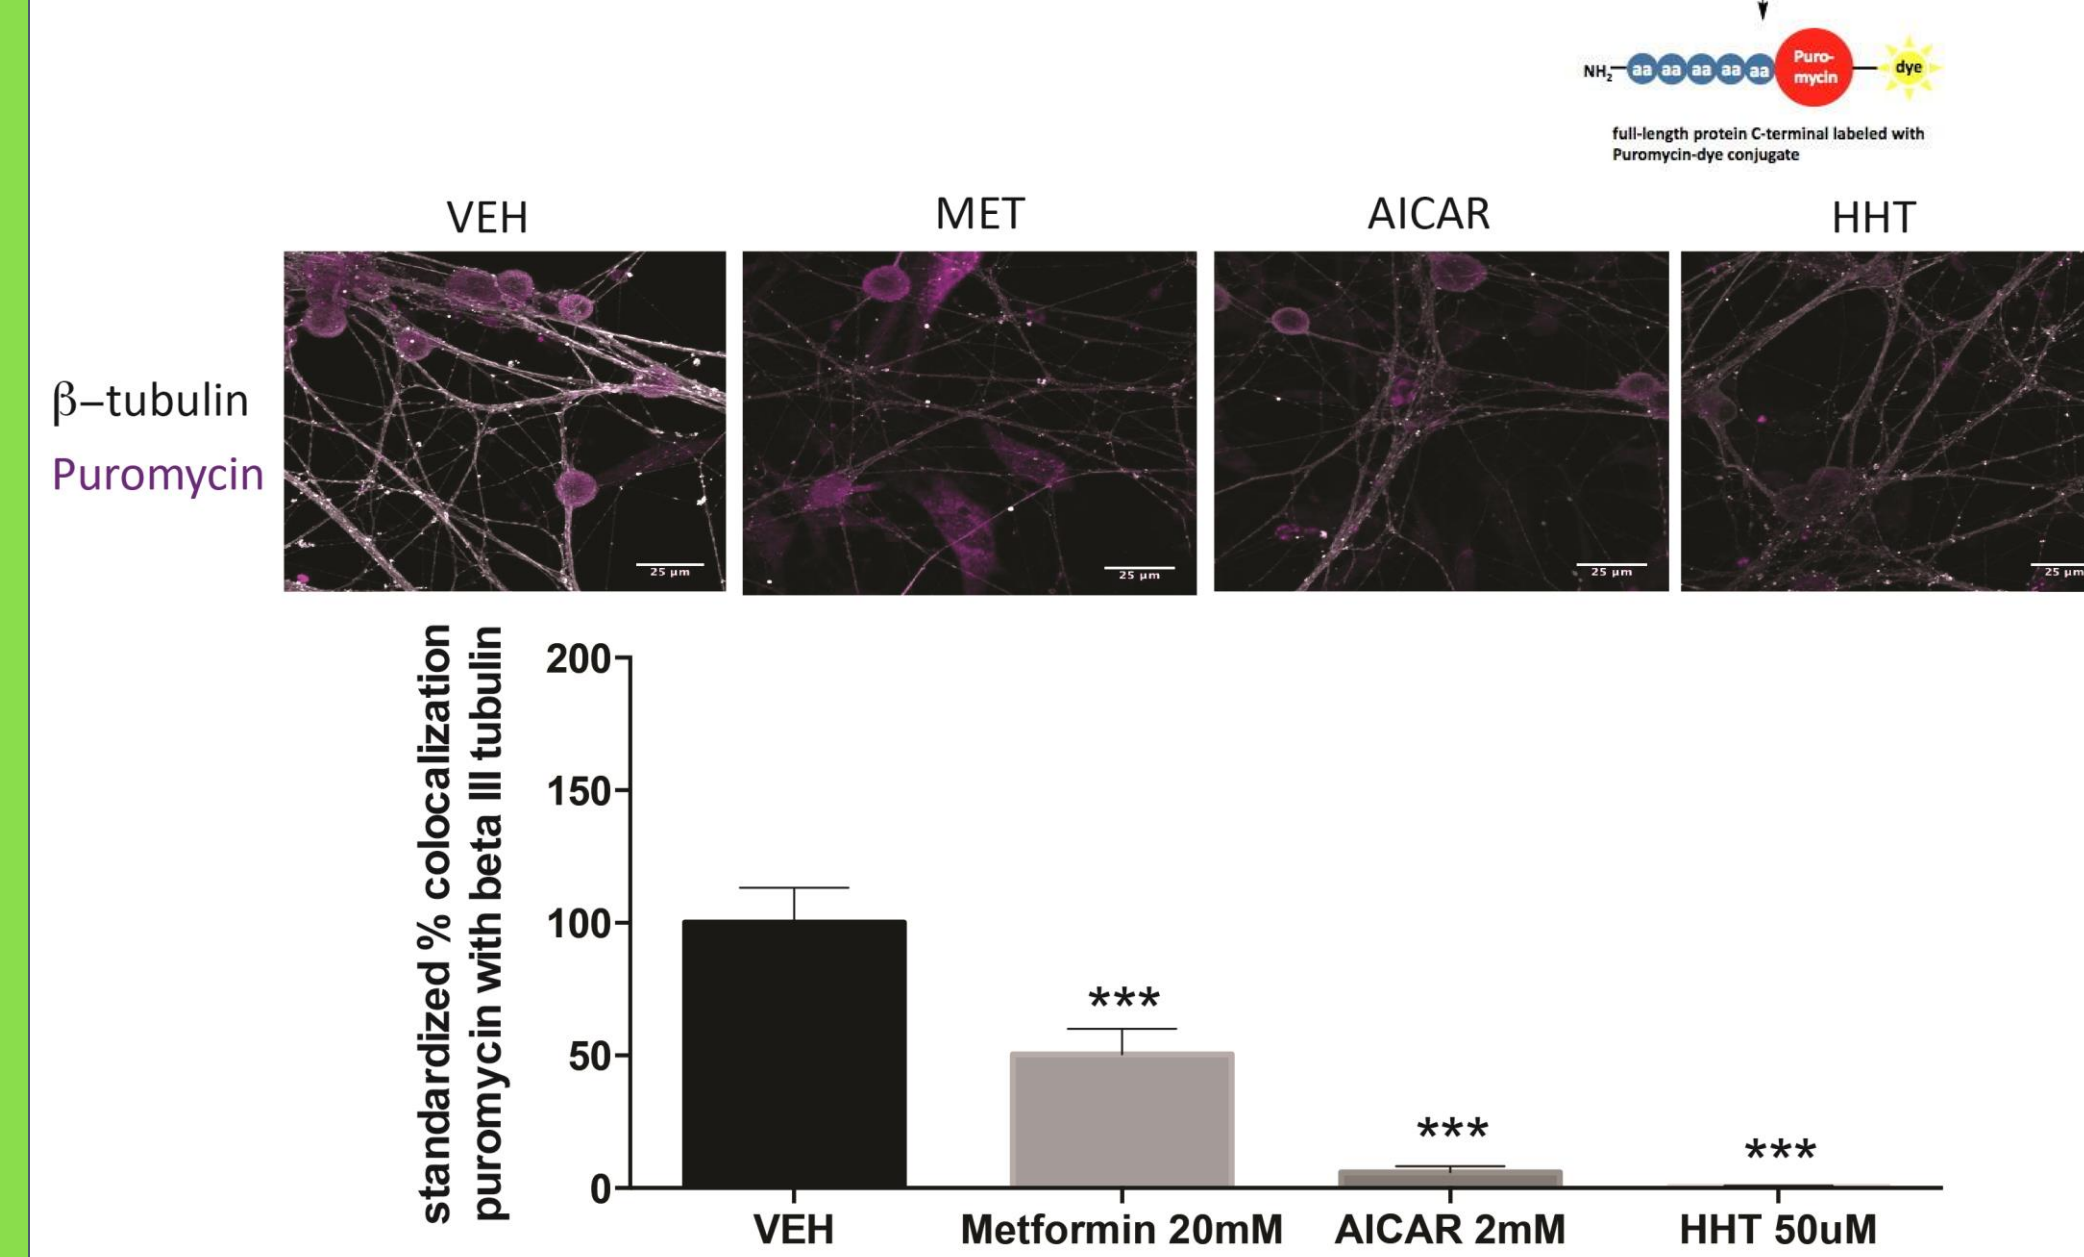 NH2 aa aa aa aa aa Puro-
mycin dye
full-length protein C-terminal labeled with
Puromycin-dye conjugate
VEH MET AICAR HHT
β–tubulin
Puromycin
25 μm 25 μm 25 μm 25 μm
standardized % colocalization
puromycin with beta III tubulin
200
150
100
50
0
***
***
***
VEH Metformin 20mM AICAR 2mM HHT 50uM